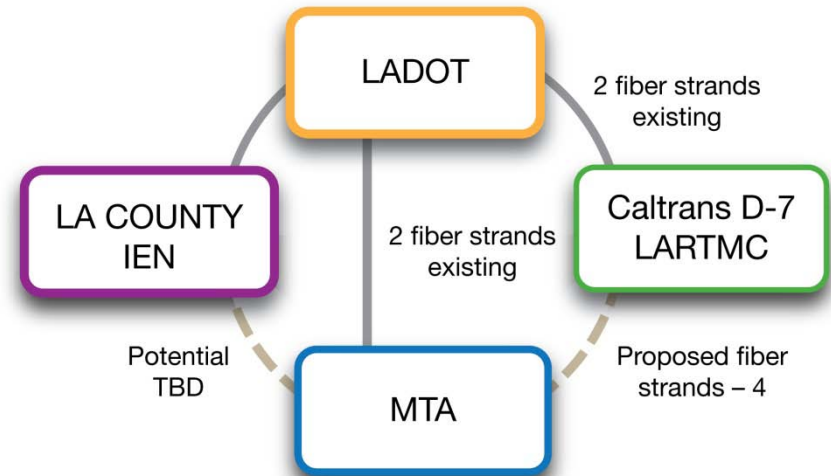 LADOT
2 fiber strands
existing
LA COUNTY
IEN
2 fiber strands
existing
Caltrans D-7
LARTMC
Potential
TBD
MTA
Proposed fiber
strands – 4